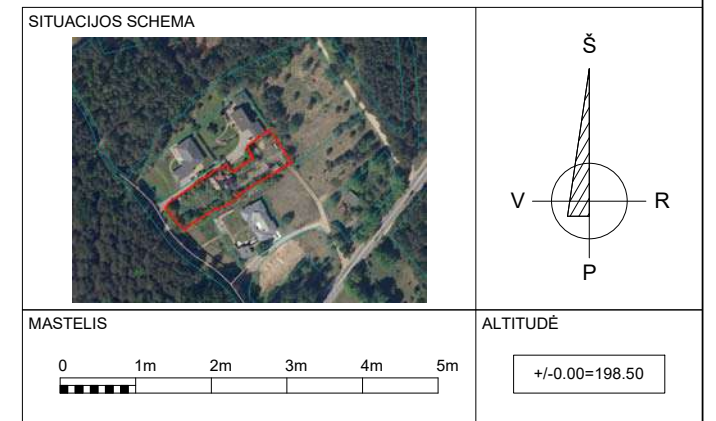 SITUACIJOS SCHEMA
Š
V R
P
MASTELIS
0 1m 2m 3m 4m 5m
ALTITUDĖ
+/-0.00=198.50